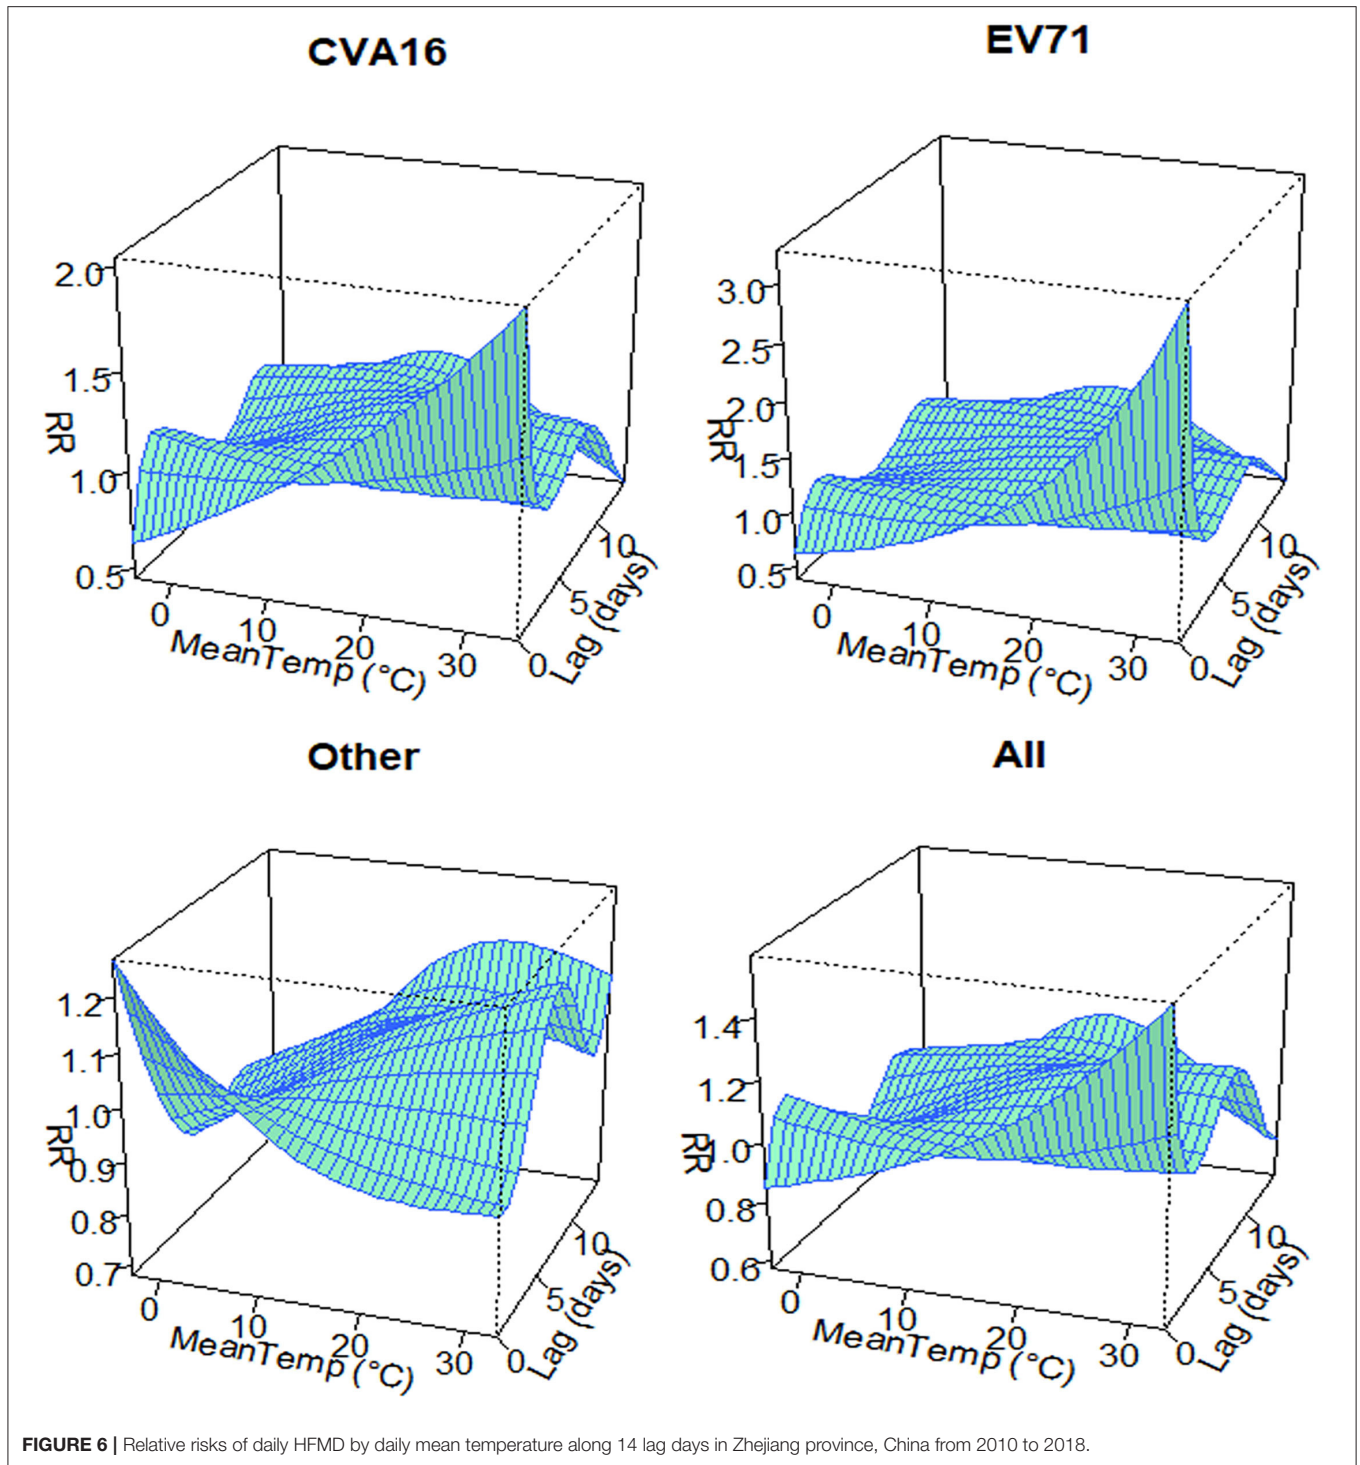 CVA16
2.0
1.5
1.0
0.5
RR
0
10
20
30
MeanTemp (°C)
0
5
10
Lag (days)
EV71
3.0
2.5
2.0
1.5
1.0
0.5
RR
0
10
20
30
MeanTemp (°C)
0
5
10
Lag (days)
Other
1.2
1.1
1.0
0.9
0.8
0.7
RR
0
10
20
30
MeanTemp (°C)
0
5
10
Lag (days)
All
1.4
1.2
1.0
0.8
0.6
RR
0
10
20
30
MeanTemp (°C)
0
5
10
Lag (days)
FIGURE 6 | Relative risks of daily HFMD by daily mean temperature along 14 lag days in Zhejiang province, China from 2010 to 2018.